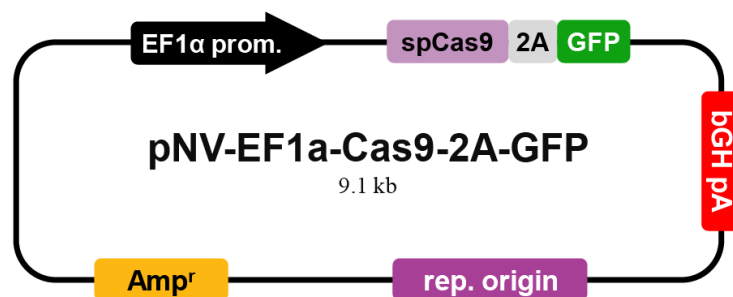 EF1α prom.
spCas9
2A
GFP
bGH pA
pNV-EF1a-Cas9-2A-GFP
9.1 kb
Ampʳ
rep. origin